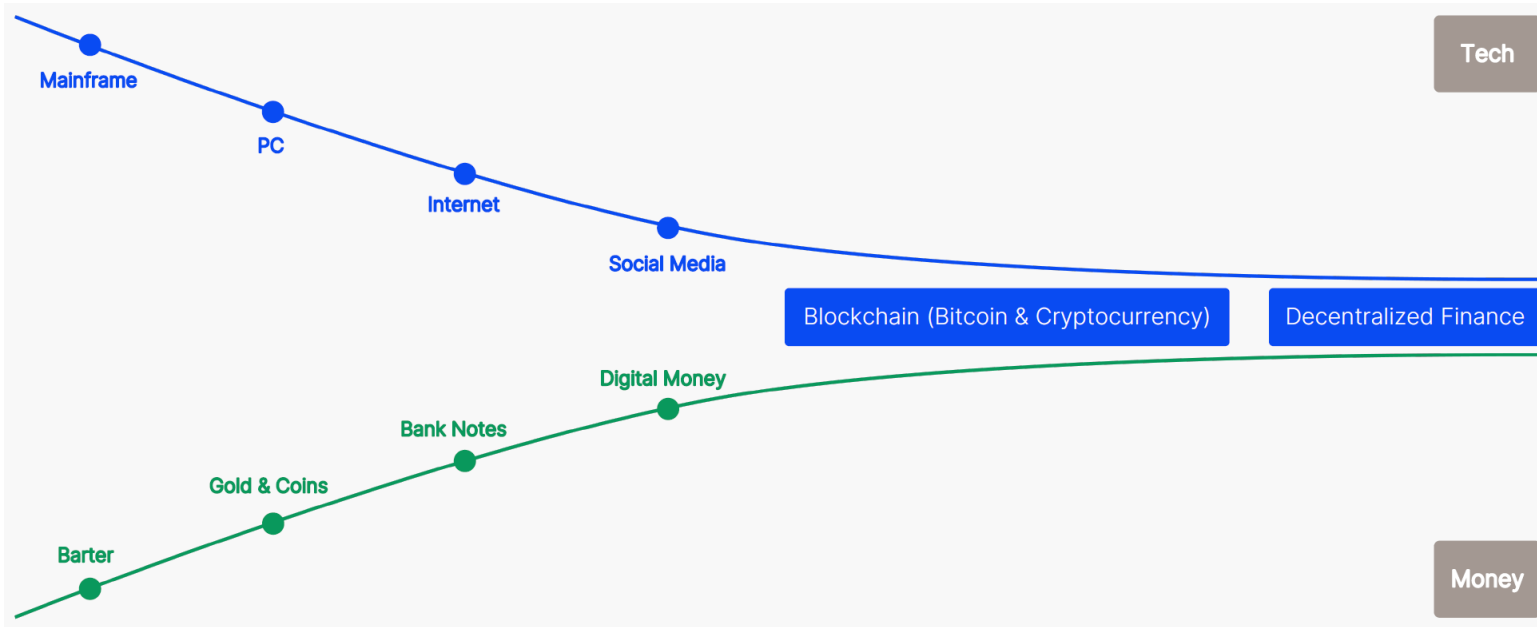 Tech
Mainframe
PC
Internet
Social Media
Blockchain (Bitcoin & Cryptocurrency)
Decentralized Finance
Digital Money
Bank Notes
Gold & Coins
Barter
Money